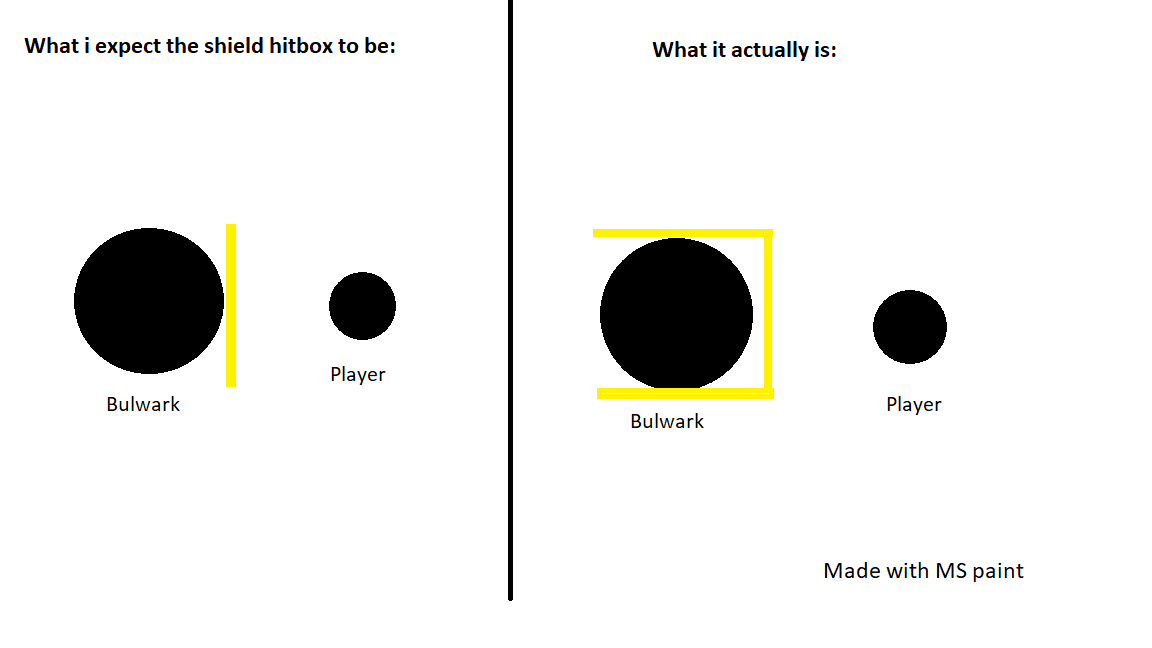 What i expect the shield hitbox to be:
Bulwark
Player
What it actually is:
Bulwark
Player
Made with MS paint